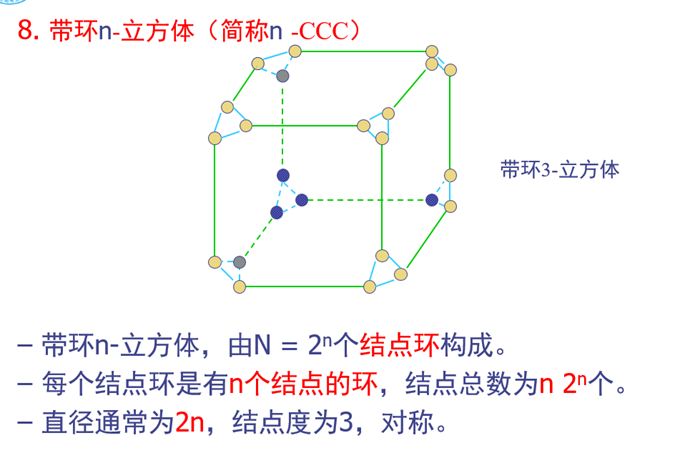 8. 带环n-立方体（简称n -CCC）
带环3-立方体
– 带环n-立方体，由N = 2ⁿ个结点环构成。
– 每个结点环是有n个结点的环，结点总数为n 2ⁿ个。
– 直径通常为2n，结点度为3，对称。